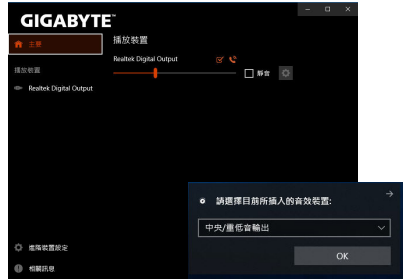 GIGABYTE™
主要
播放裝置
播放裝置
Realtek Digital Output
靜音
Realtek Digital Output
請選擇目前所插入的音效裝置:
中央/重低音輸出
OK
進階裝置設定
相關訊息